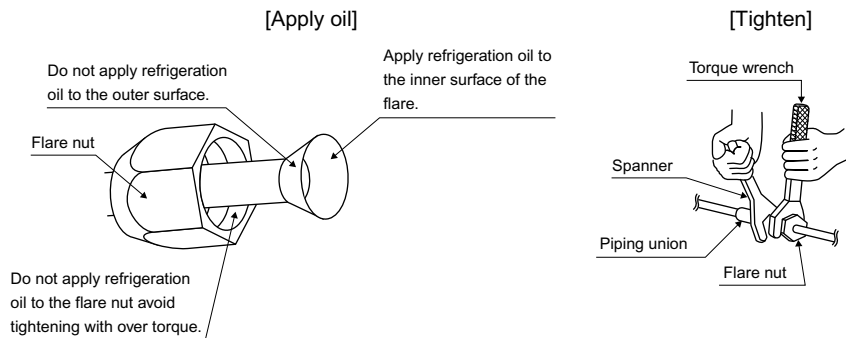 [Apply oil]
Do not apply refrigeration
oil to the outer surface.
Apply refrigeration oil to
the inner surface of the
flare.
Flare nut
Do not apply refrigeration
oil to the flare nut avoid
tightening with over torque.
[Tighten]
Torque wrench
Spanner
Piping union
Flare nut